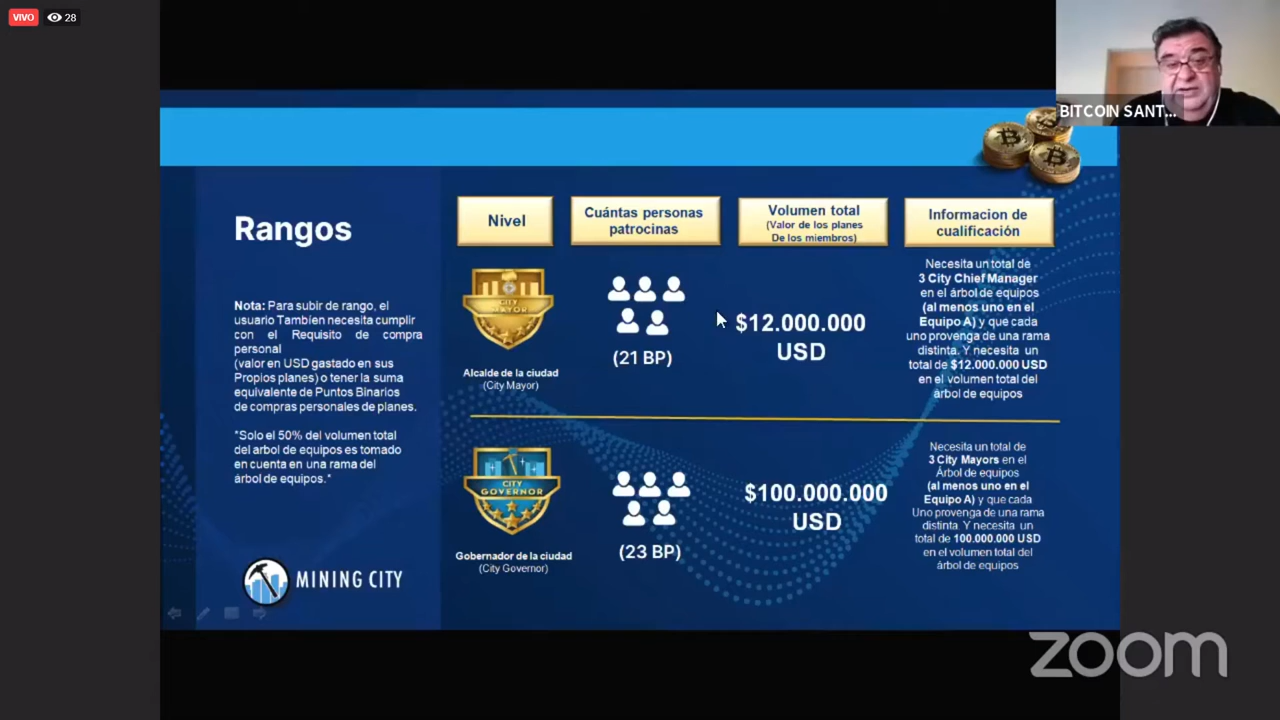 VIVO
28
BITCOIN SANT...
Rangos
Nota: Para subir de rango, el
usuario Tambíen necesita cumplir
con el Requisito de compra
personal
(valor en USD gastado en sus
Propios planes) o tener la suma
equivalente de Puntos Binarios
de compras personales de planes.
"Solo el 50% del volumen total
del arbol de equipos es tomado
en cuenta en una rama del
árbol de equipos."
MINING CITY
Nivel
Cuántas personas
patrocinas
Volumen total
(Valor de los planes
De los miembros)
Informacion de
cualificación
CITY
MAYOR
Alcalde de la ciudad
(City Mayor)
(21 BP)
$12.000.000
USD
Necesita un total de
3 City Chief Manager
en el árbol de equipos
(al menos uno en el
Equipo A) y que cada
uno provenga de una rama
distinta. Y necesita un
total de $12.000.000 USD
en el volumen total del
árbol de equipos
CITY
GOVERNOR
Gobernador de la ciudad
(City Governor)
(23 BP)
$100.000.000
USD
Necesita un total de
3 City Mayors en el
Árbol de equipos
(al menos uno en el
Equipo A) y que cada
Uno provenga de una rama
distinta. Y necesita un
total de 100.000.000 USD
en el volumen total del
árbol de equipos
zoom